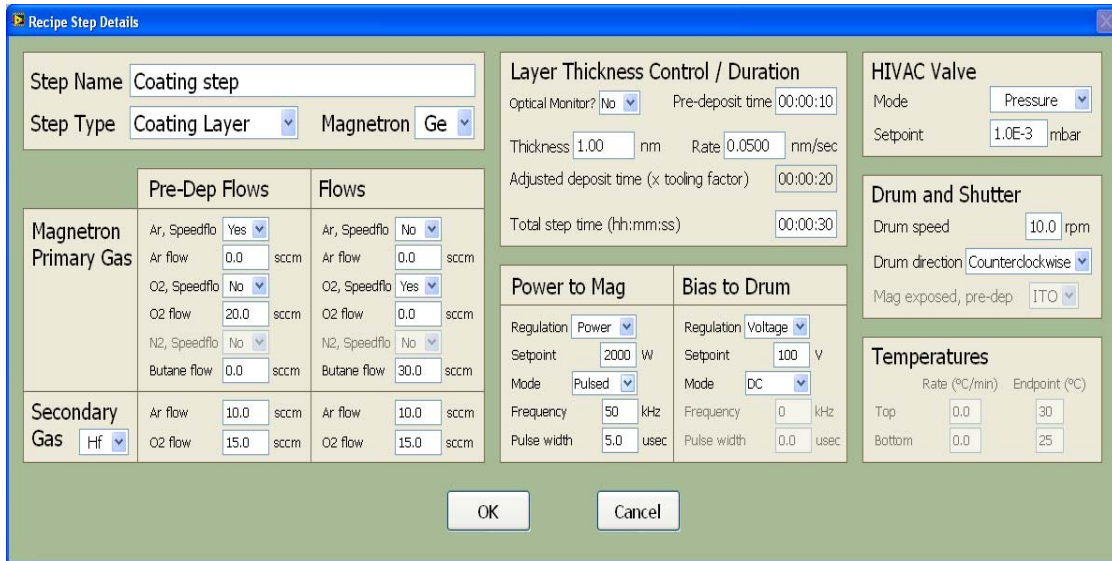 Recipe Step Details
Step Name Coating step
Step Type Coating Layer Magnetron Ge
Pre-Dep Flows Flows
Magnetron Primary Gas
Ar, Speedflo Yes Ar, Speedflo No
Ar flow 0.0 sccm Ar flow 0.0 sccm
O2, Speedflo No O2, Speedflo Yes
O2 flow 20.0 sccm O2 flow 0.0 sccm
N2, Speedflo No N2, Speedflo No
Butane flow 0.0 sccm Butane flow 30.0 sccm
Secondary Gas Hf
Ar flow 10.0 sccm Ar flow 10.0 sccm
O2 flow 15.0 sccm O2 flow 15.0 sccm
Layer Thickness Control / Duration
Optical Monitor? No Pre-deposit time 00:00:10
Thickness 1.00 nm Rate 0.0500 nm/sec
Adjusted deposit time (x tooling factor) 00:00:20
Total step time (hh:mm:ss) 00:00:30
Power to Mag
Regulation Power
Setpoint 2000 W
Mode Pulsed
Frequency 50 kHz
Pulse width 5.0 usec
Bias to Drum
Regulation Voltage
Setpoint 100 V
Mode DC
Frequency 0 kHz
Pulse width 0.0 usec
HIVAC Valve
Mode Pressure
Setpoint 1.0E-3 mbar
Drum and Shutter
Drum speed 10.0 rpm
Drum direction Counterclockwise
Mag exposed, pre-dep ITO
Temperatures
Rate (ºC/min) Endpoint (ºC)
Top 0.0 30
Bottom 0.0 25
OK Cancel